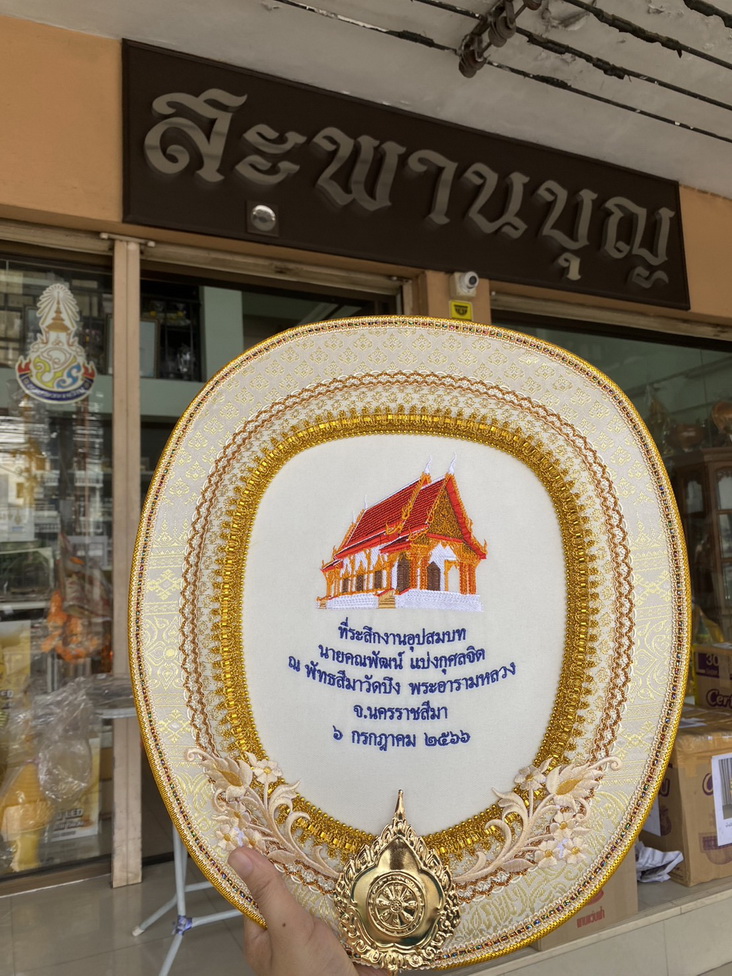 สะพานบุญ
ที่ระลึกงานอุปสมบท
นายคณพัฒน์ แบ่งกุศลจิต
ณ พัทธสีมาวัดบึง พระอารามหลวง
จ.นครราชสีมา
๖ กรกฎาคม ๒๕๖๖